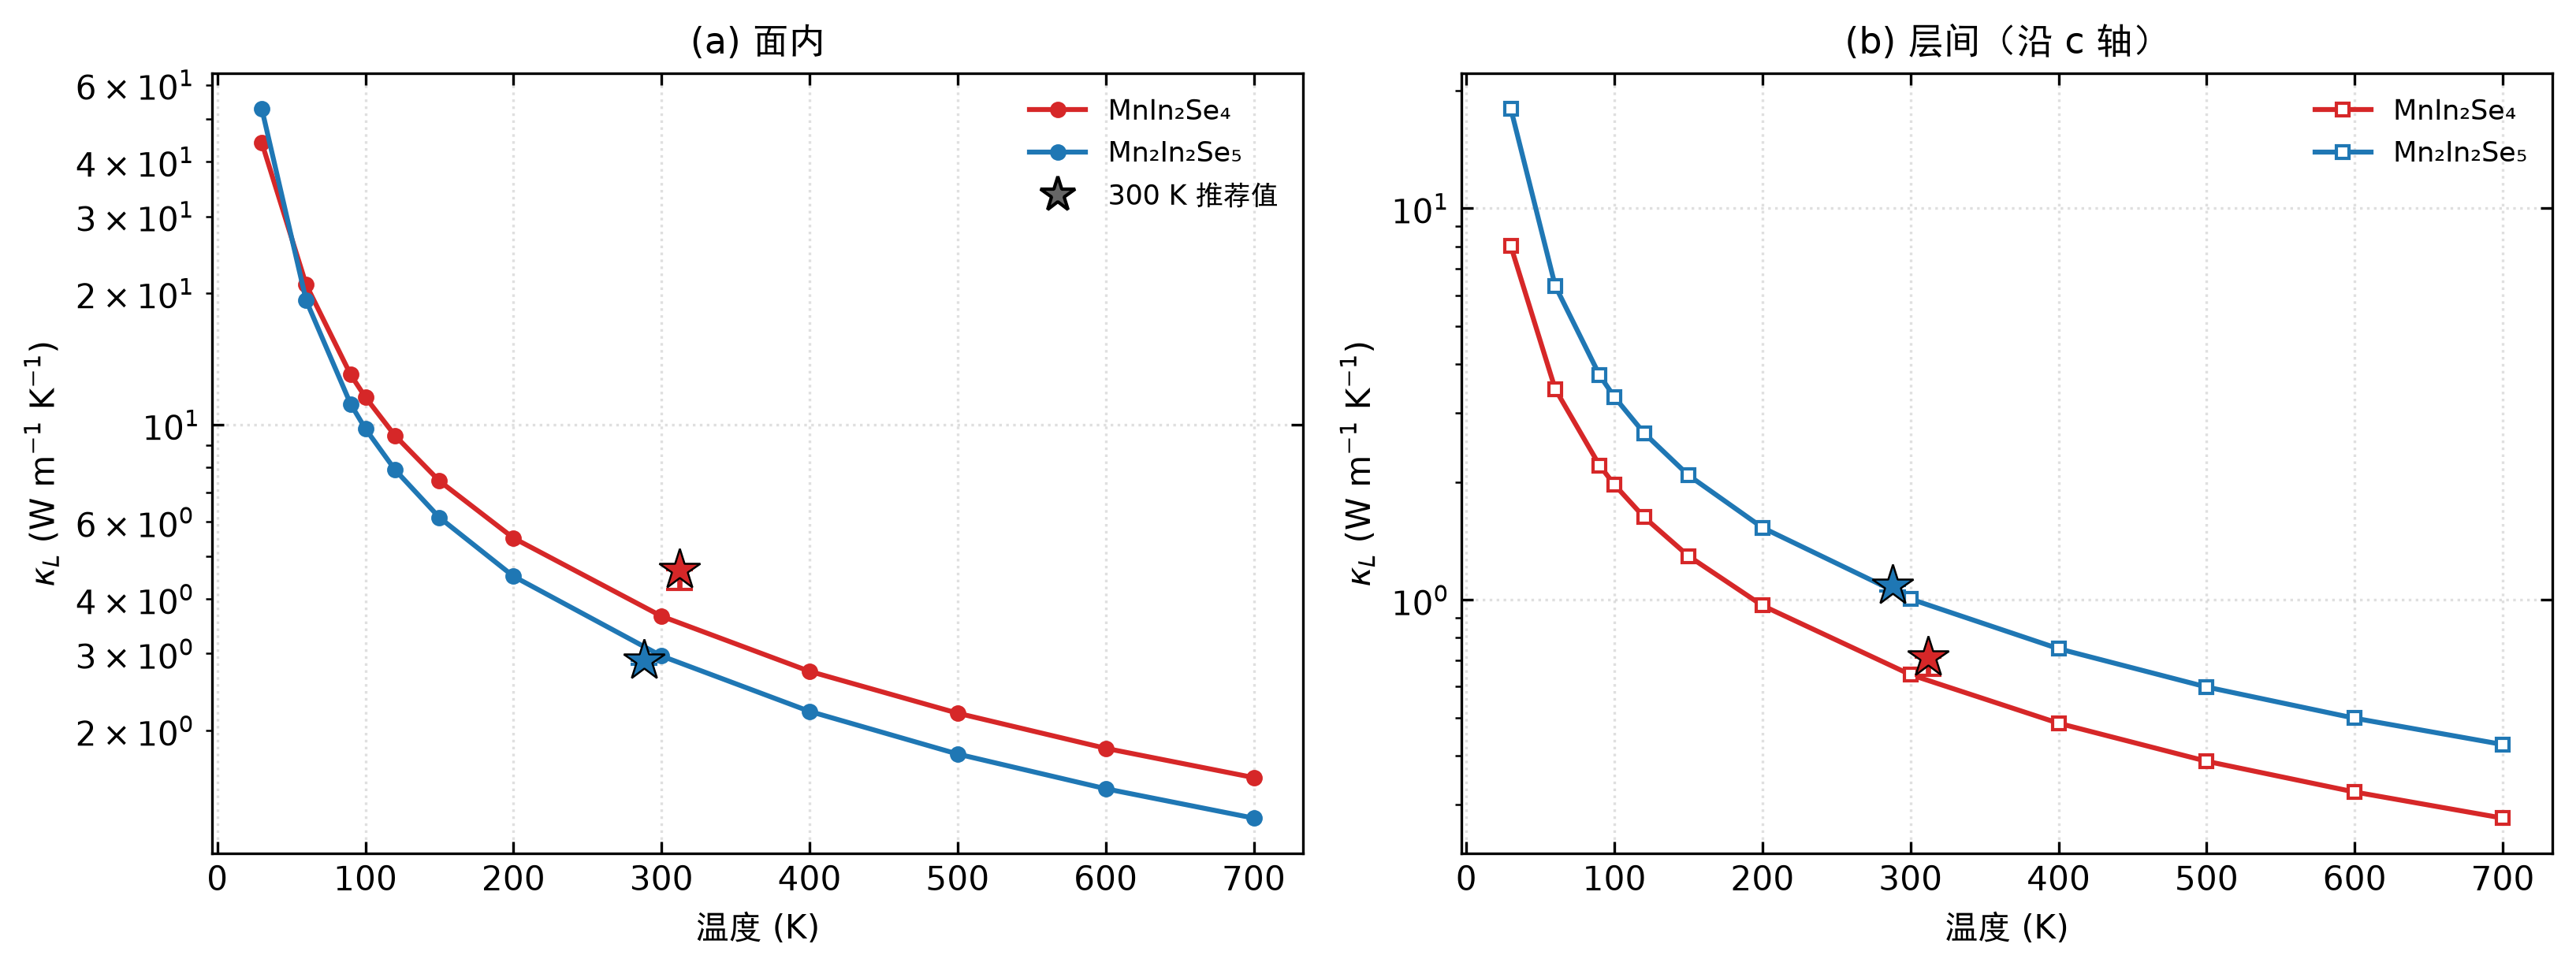 (a) 面内
κ_L (W m⁻¹ K⁻¹)
6 × 10¹
4 × 10¹
3 × 10¹
2 × 10¹
10¹
6 × 10⁰
4 × 10⁰
3 × 10⁰
2 × 10⁰
MnIn₂Se₄
Mn₂In₂Se₅
300 K 推荐值
0 100 200 300 400 500 600 700
温度 (K)
(b) 层间（沿 c 轴）
κ_L (W m⁻¹ K⁻¹)
10¹
10⁰
MnIn₂Se₄
Mn₂In₂Se₅
0 100 200 300 400 500 600 700
温度 (K)